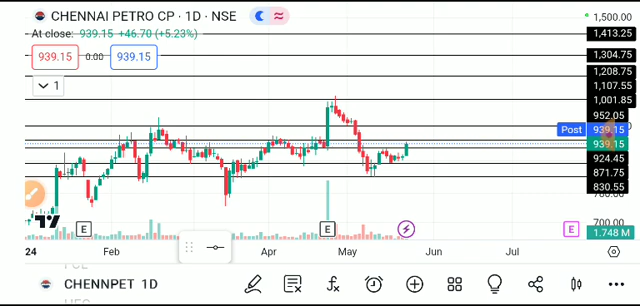 CHENNAI PETRO CP · 1D · NSE
At close: 939.15 +46.70 (+5.23%)
939.15 0.00 939.15
1
1,500.00
1,413.25
1,304.75
1,208.75
1,107.55
1,001.85
952.05
Post 939.15
939.15
924.45
871.75
830.55
700.00
1.748 M
E E E
24 Feb Apr May Jun Jul
CHENNPET 1D